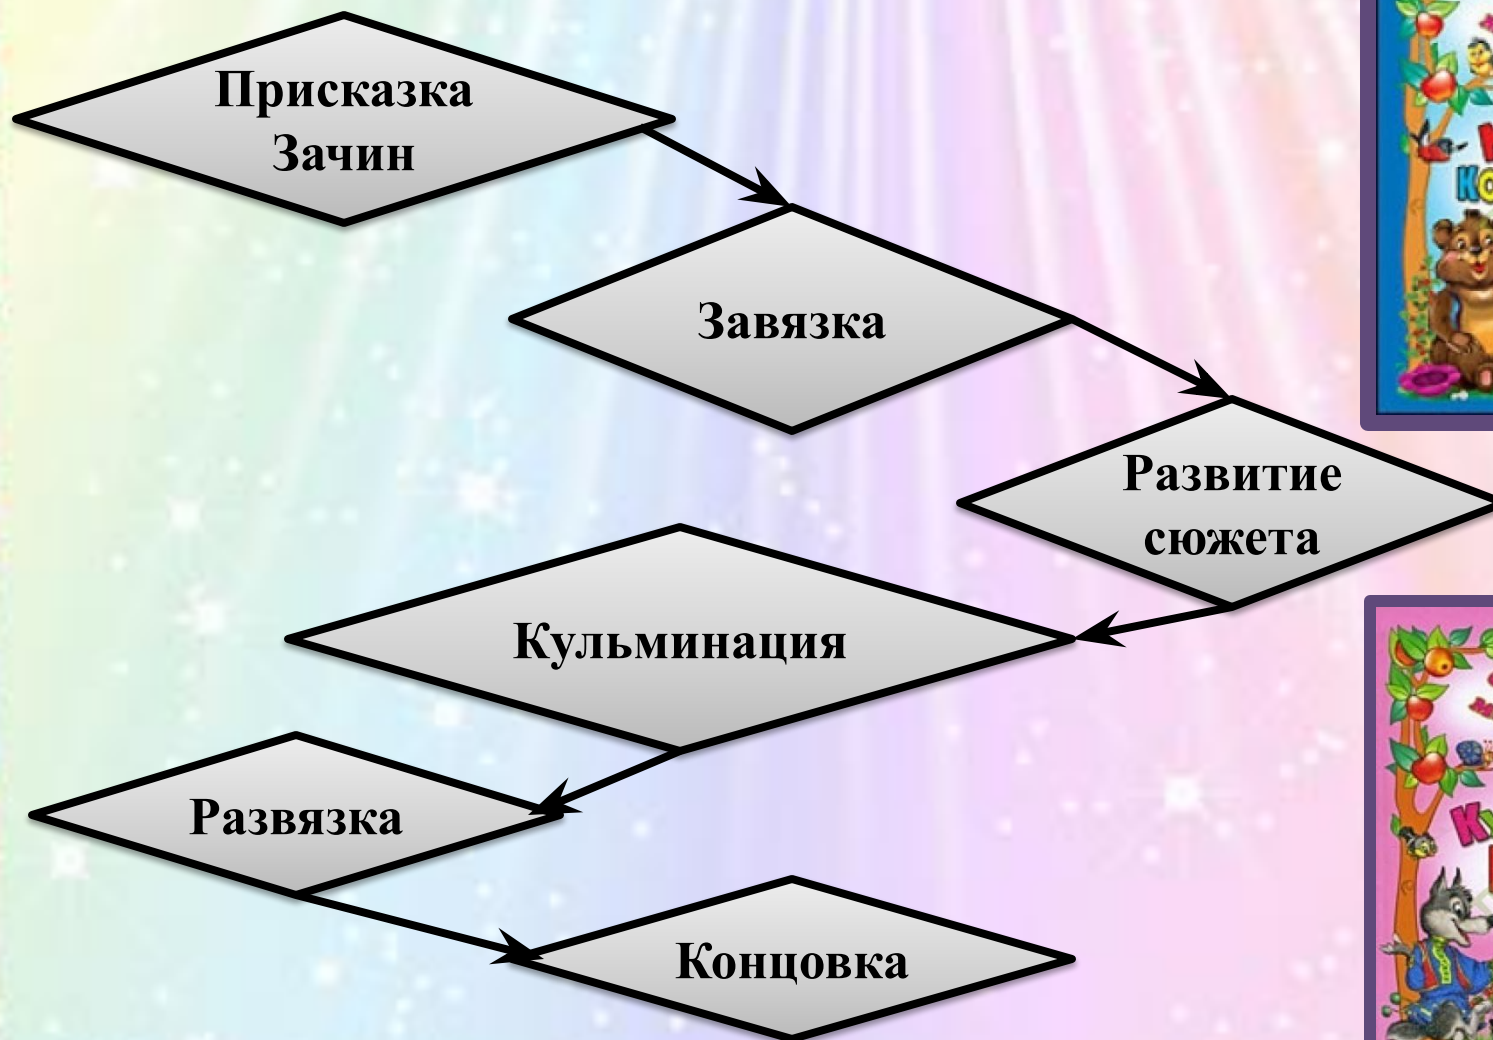 Присказка
Зачин
Завязка
Развитие
сюжета
Кульминация
Развязка
Концовка